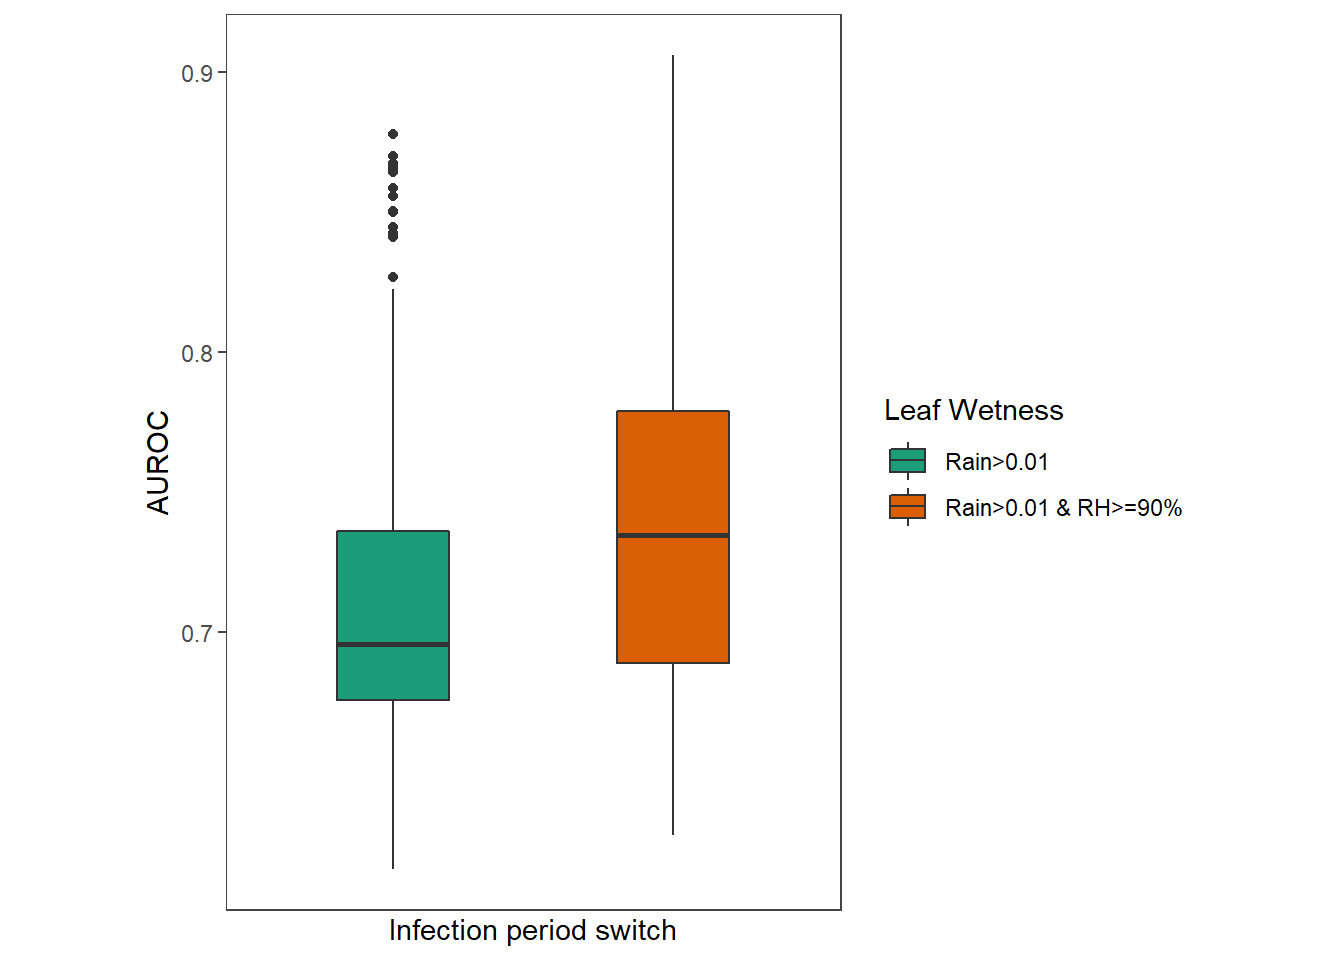 0.9
0.8
0.7
AUROC
Infection period switch
Leaf Wetness
Rain>0.01
Rain>0.01 & RH>=90%